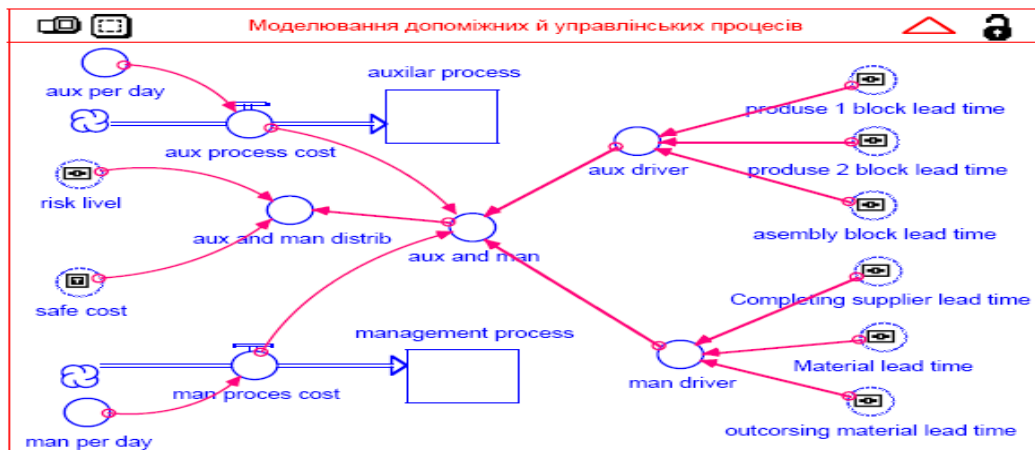 Моделювання допоміжних й управлінських процесів
aux per day
auxilar process
aux process cost
produse 1 block lead time
aux driver
produse 2 block lead time
risk livel
aux and man distrib
aux and man
asembly block lead time
safe cost
Completing supplier lead time
management process
man proces cost
man driver
Material lead time
man per day
outcorsing material lead time